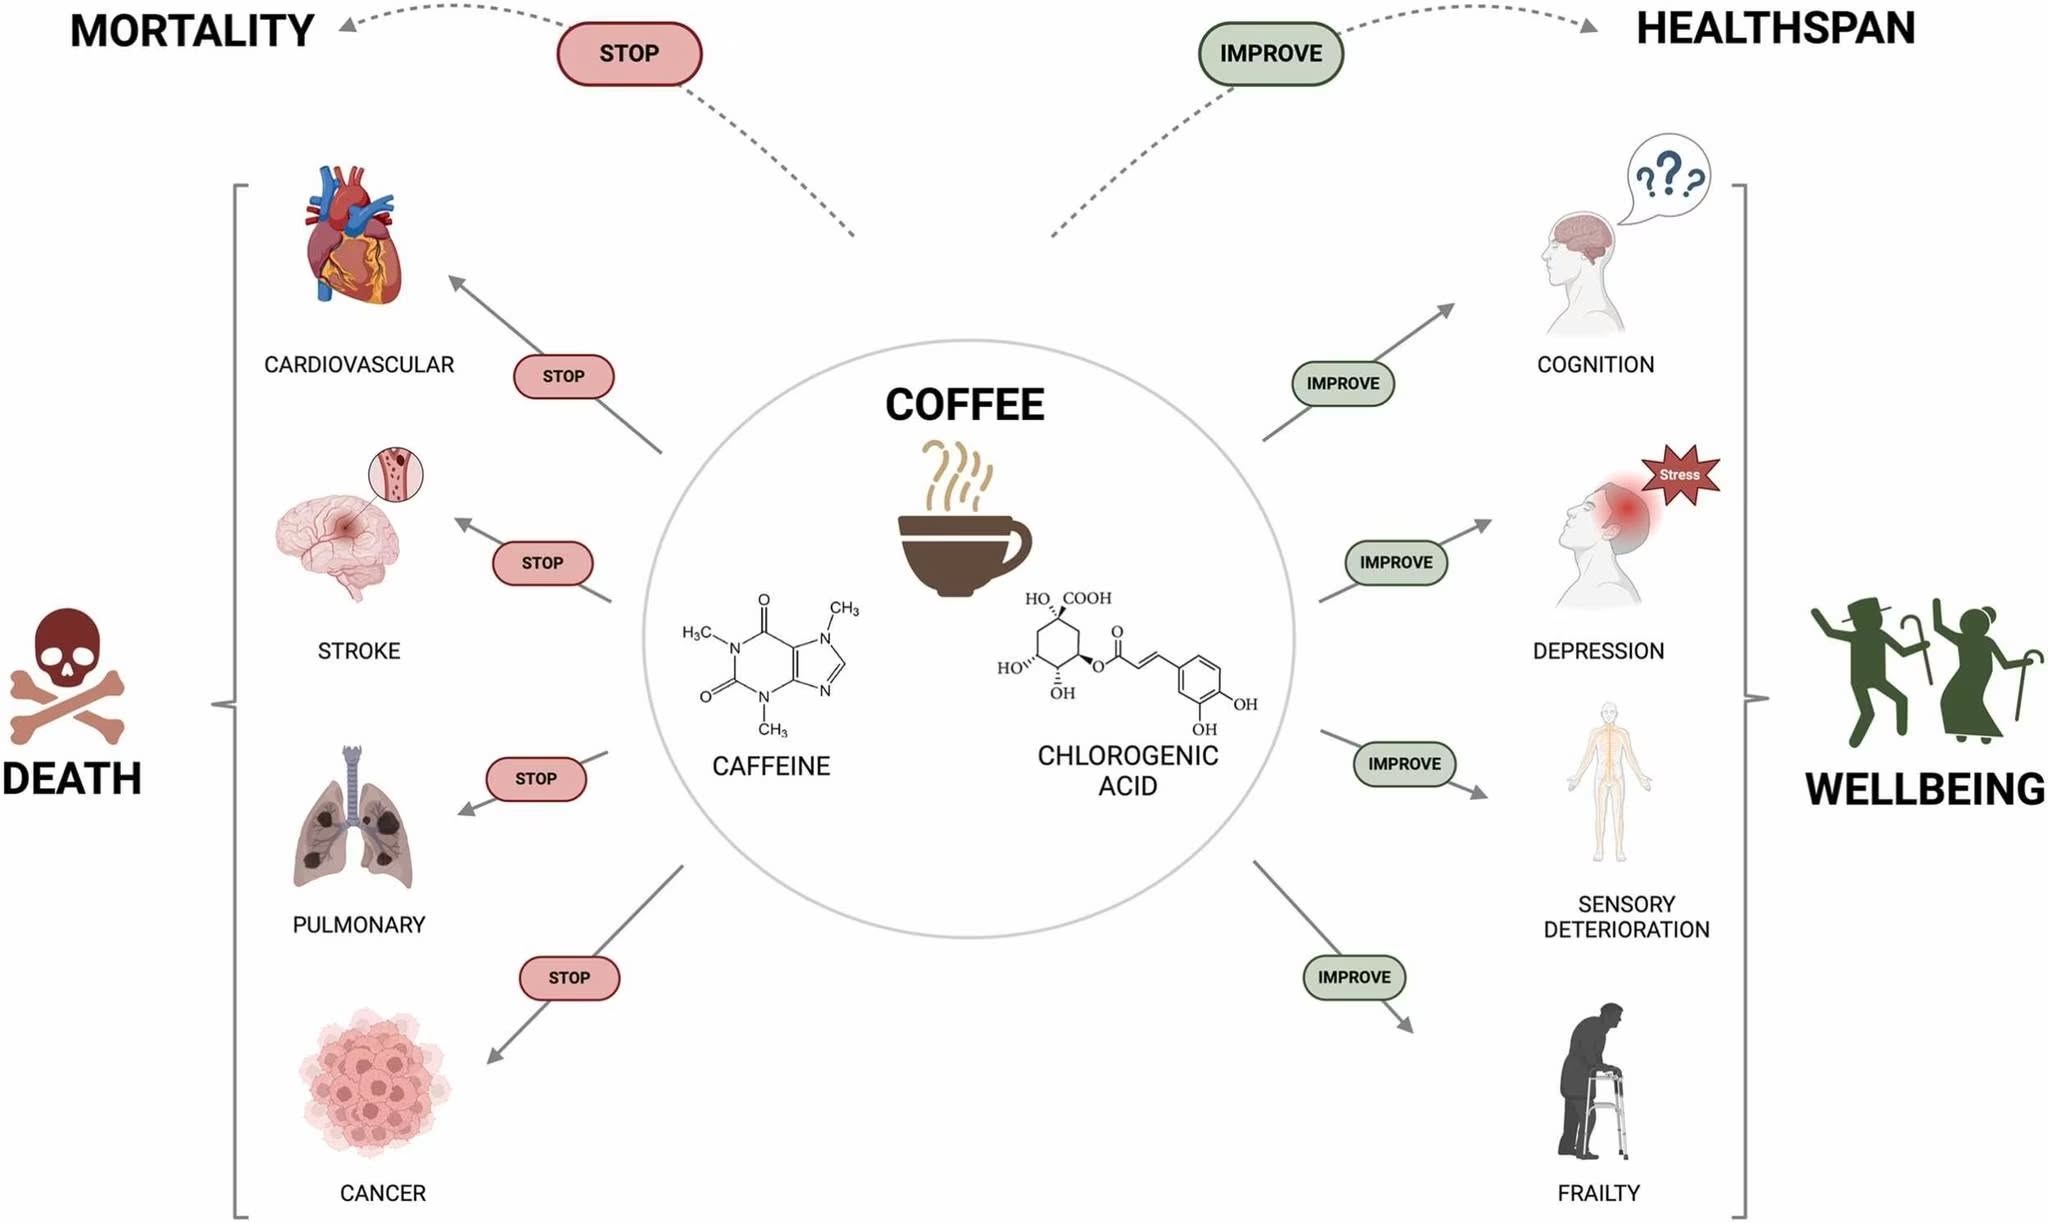 MORTALITY
STOP
IMPROVE
HEALTHSPAN
???
CARDIOVASCULAR
STOP
IMPROVE
COGNITION
COFFEE
Stress
STROKE
STOP
IMPROVE
DEPRESSION
O
CH₃
H₃C
N
N
N
N
O
CH₃
CAFFEINE
HO
COOH
O
HO
O
OH
OH
OH
CHLOROGENIC
ACID
DEATH
WELLBEING
PULMONARY
STOP
IMPROVE
SENSORY
DETERIORATION
STOP
IMPROVE
CANCER
FRAILTY